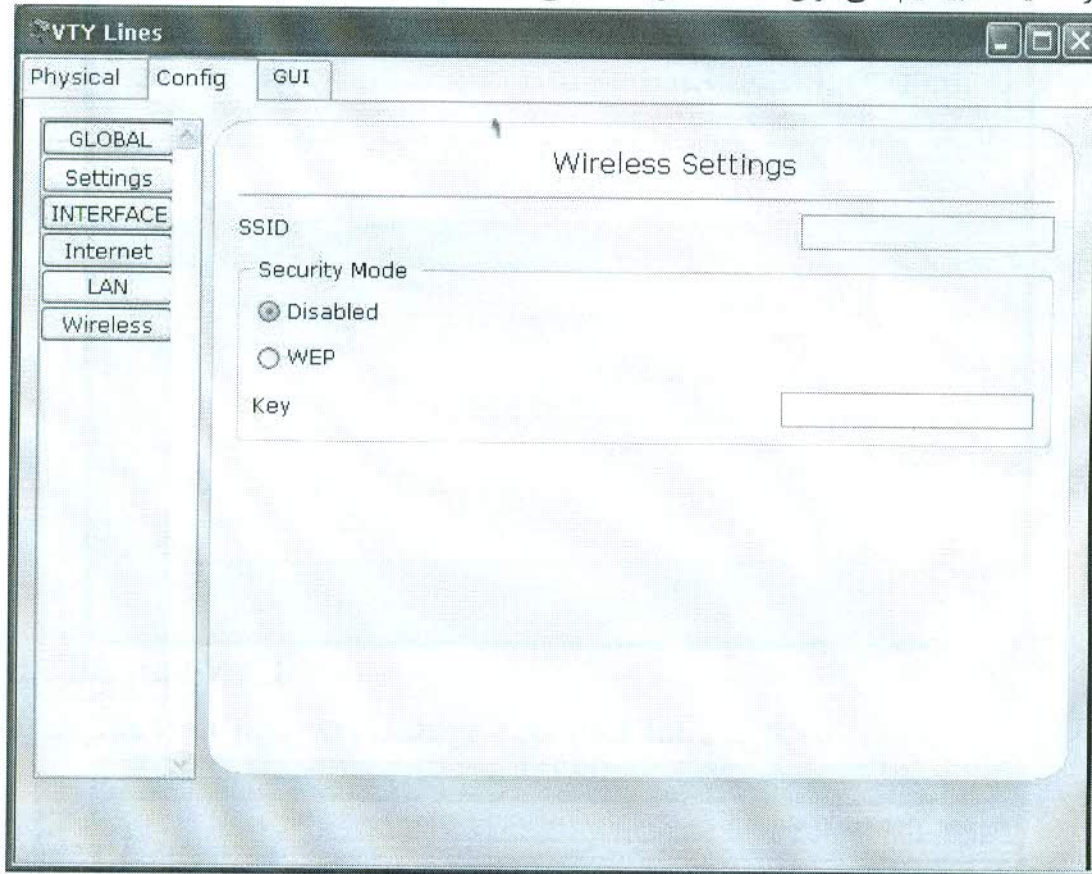 VTY Lines
Physical Config GUI
GLOBAL
Settings
INTERFACE
Internet
LAN
Wireless
Wireless Settings
SSID
Security Mode
Disabled
WEP
Key